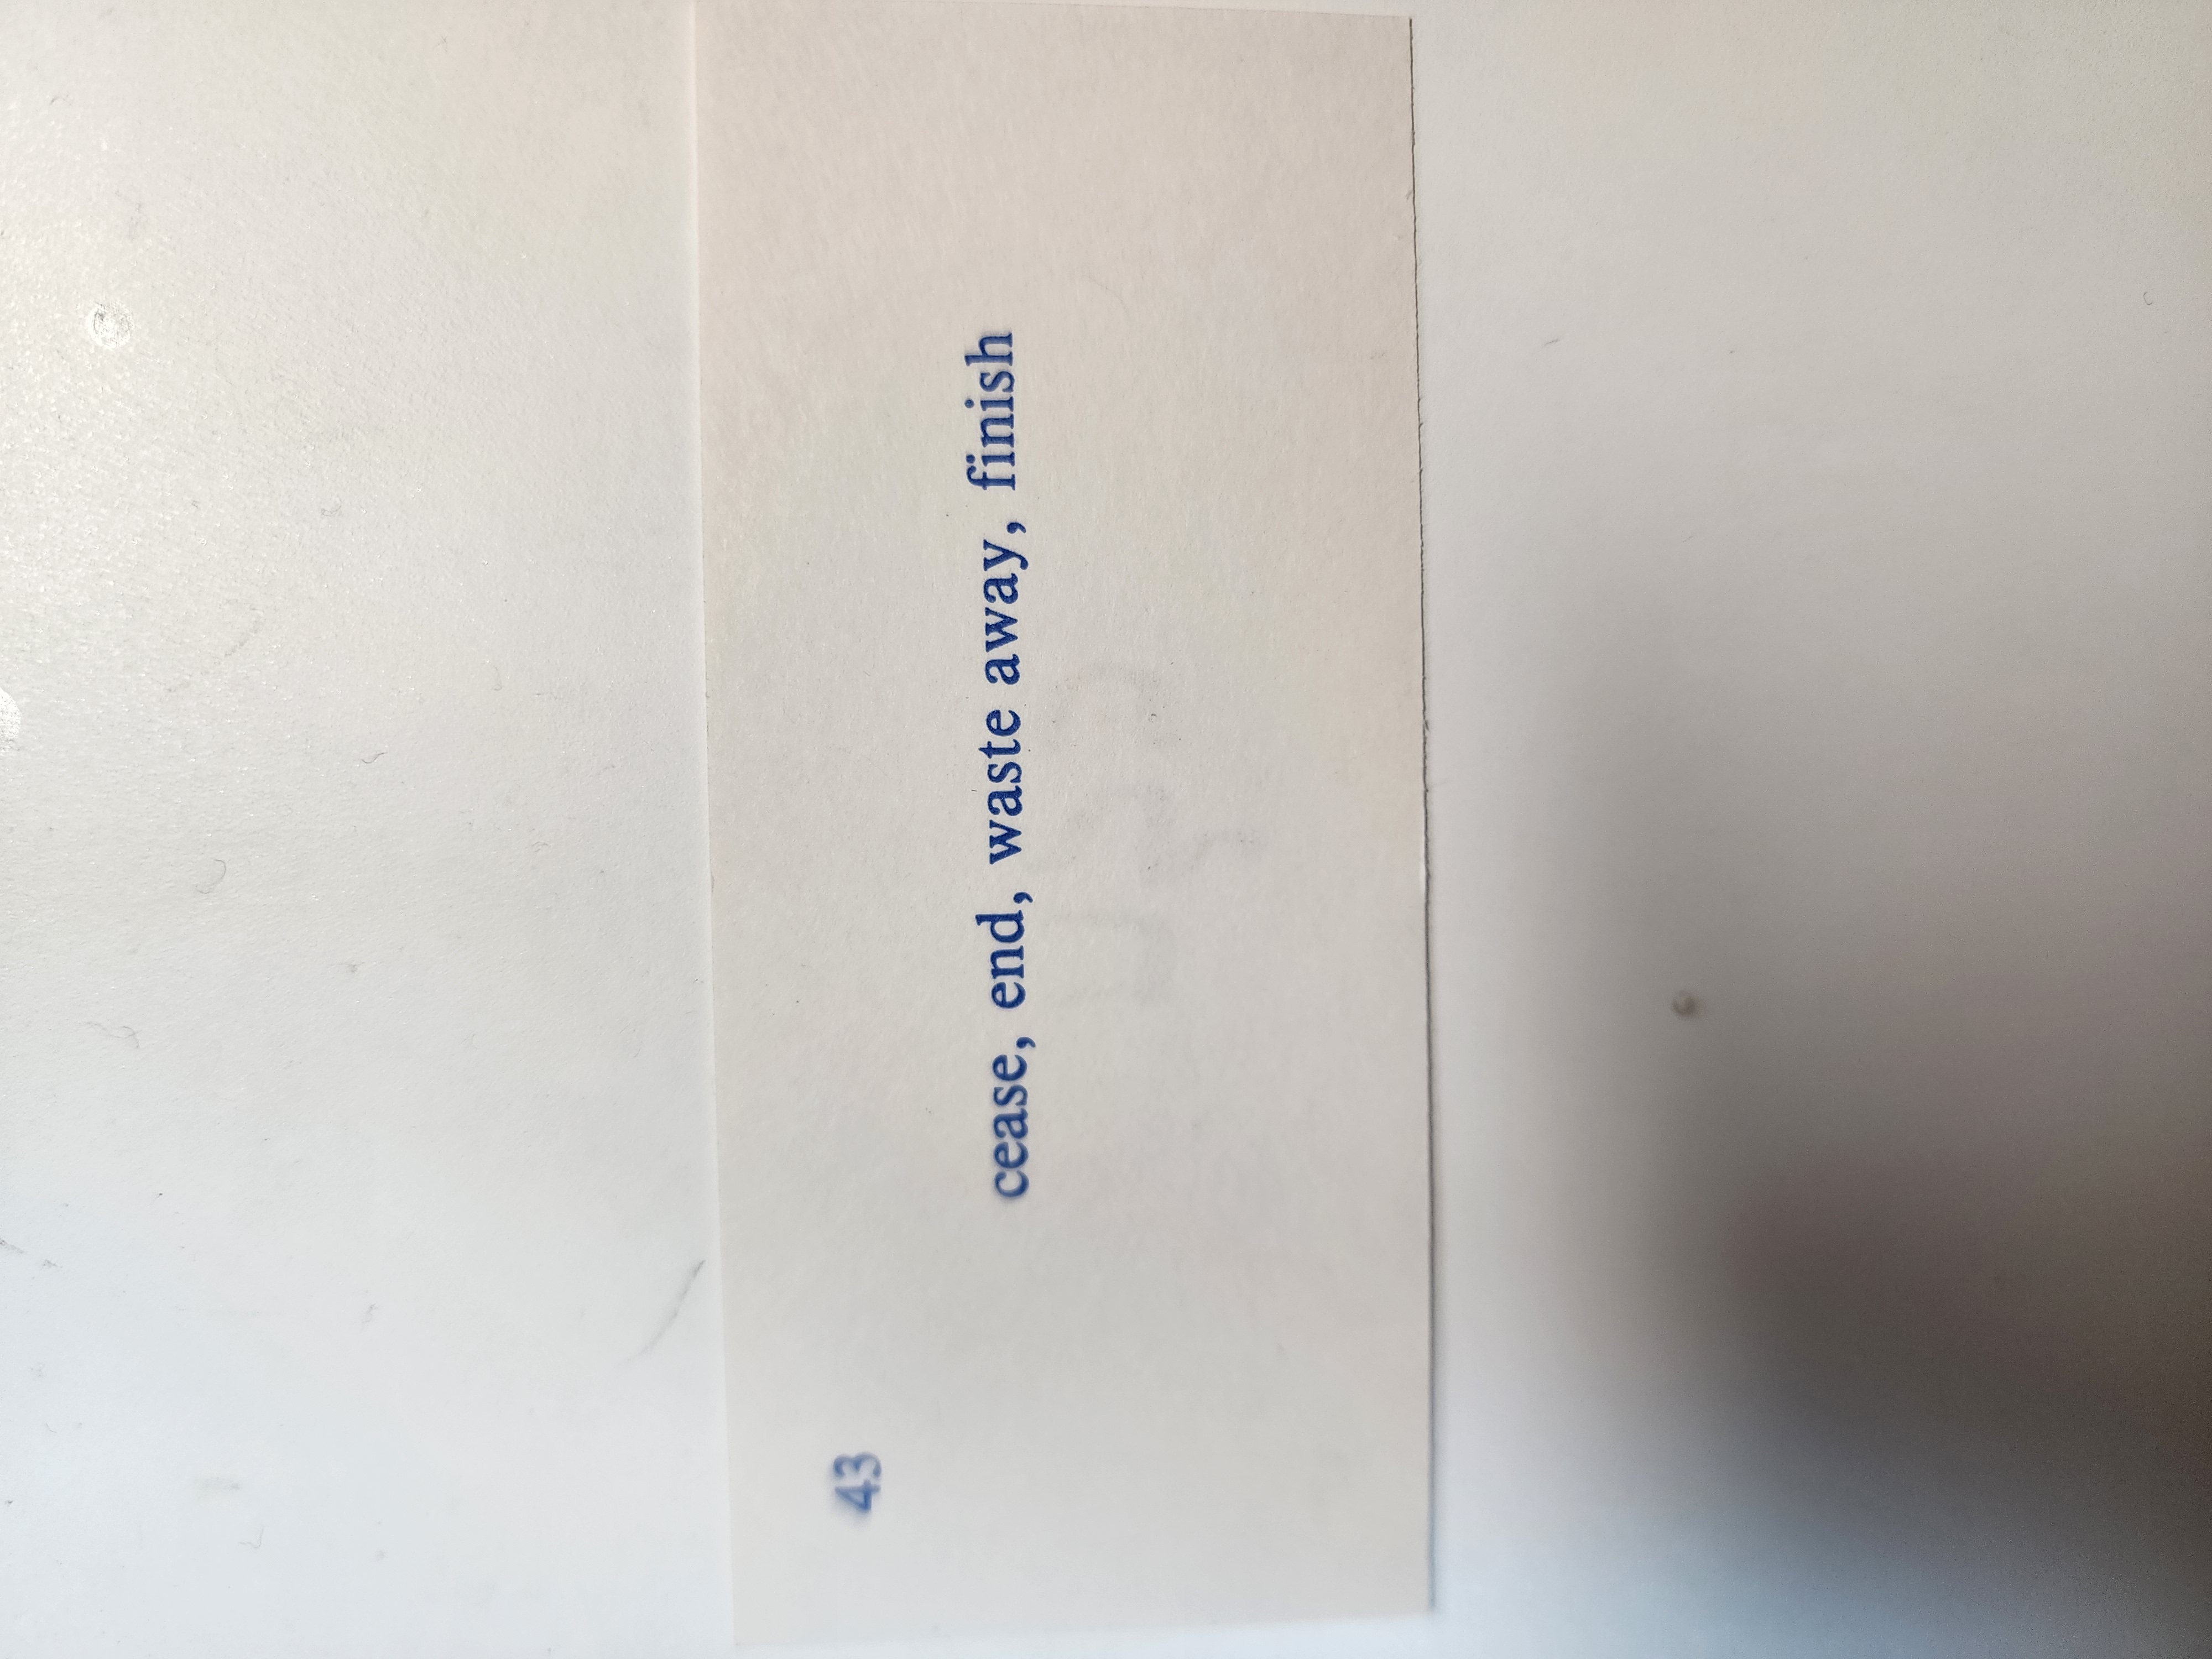 43
cease, end, waste away, finish